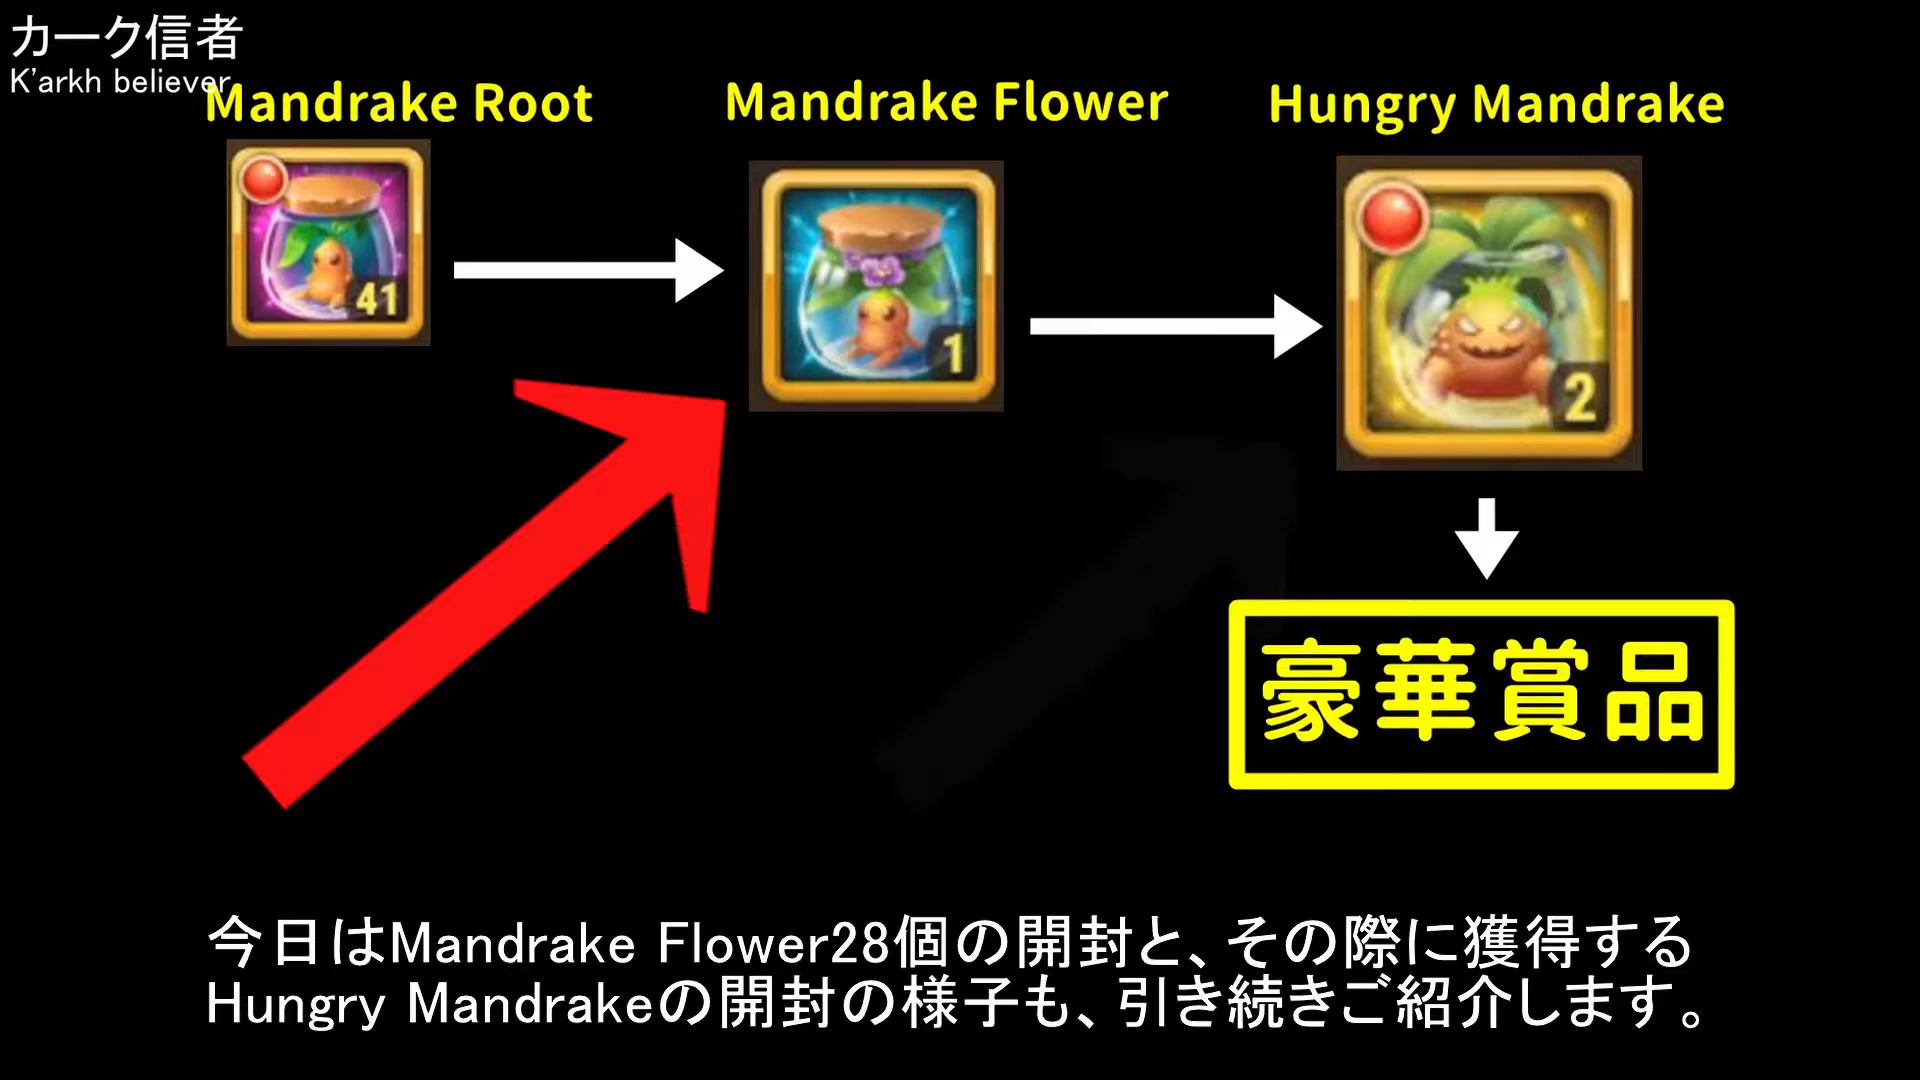 カーク信者
K'arkh believer
Mandrake Root
Mandrake Flower
Hungry Mandrake
41
1
2
豪華賞品
今日はMandrake Flower28個の開封と、その際に獲得する
Hungry Mandrakeの開封の様子も、引き続きご紹介します。